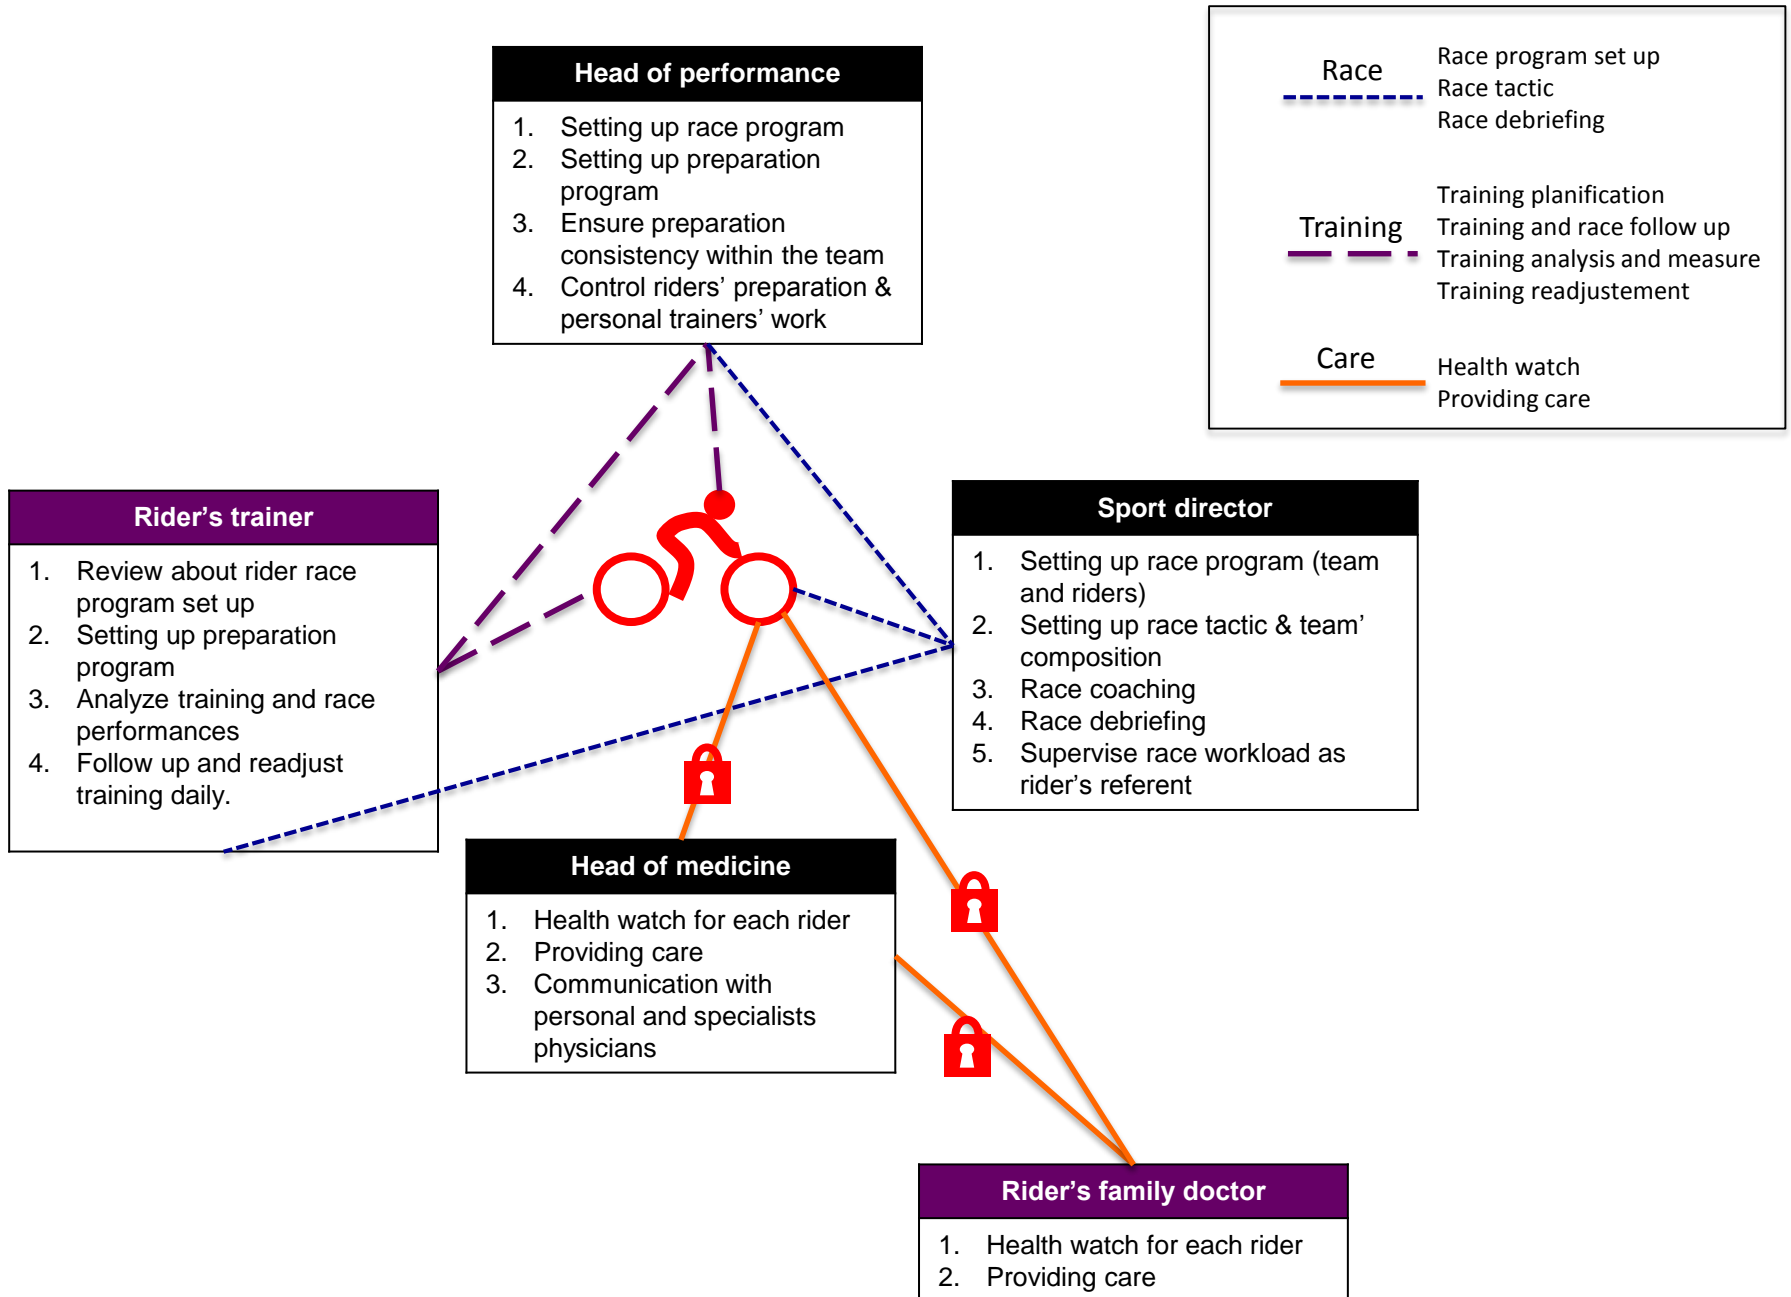 Head of performance
1. Setting up race program
2. Setting up preparation
program
3. Ensure preparation
consistency within the team
4. Control riders’ preparation &
personal trainers’ work
Race
Race program set up
Race tactic
Race debriefing
Training
Training planification
Training and race follow up
Training analysis and measure
Training readjustement
Care
Health watch
Providing care
Rider’s trainer
1. Review about rider race
program set up
2. Setting up preparation
program
3. Analyze training and race
performances
4. Follow up and readjust
training daily.
Sport director
1. Setting up race program (team
and riders)
2. Setting up race tactic & team’
composition
3. Race coaching
4. Race debriefing
5. Supervise race workload as
rider’s referent
Head of medicine
1. Health watch for each rider
2. Providing care
3. Communication with
personal and specialists
physicians
Rider’s family doctor
1. Health watch for each rider
2. Providing care